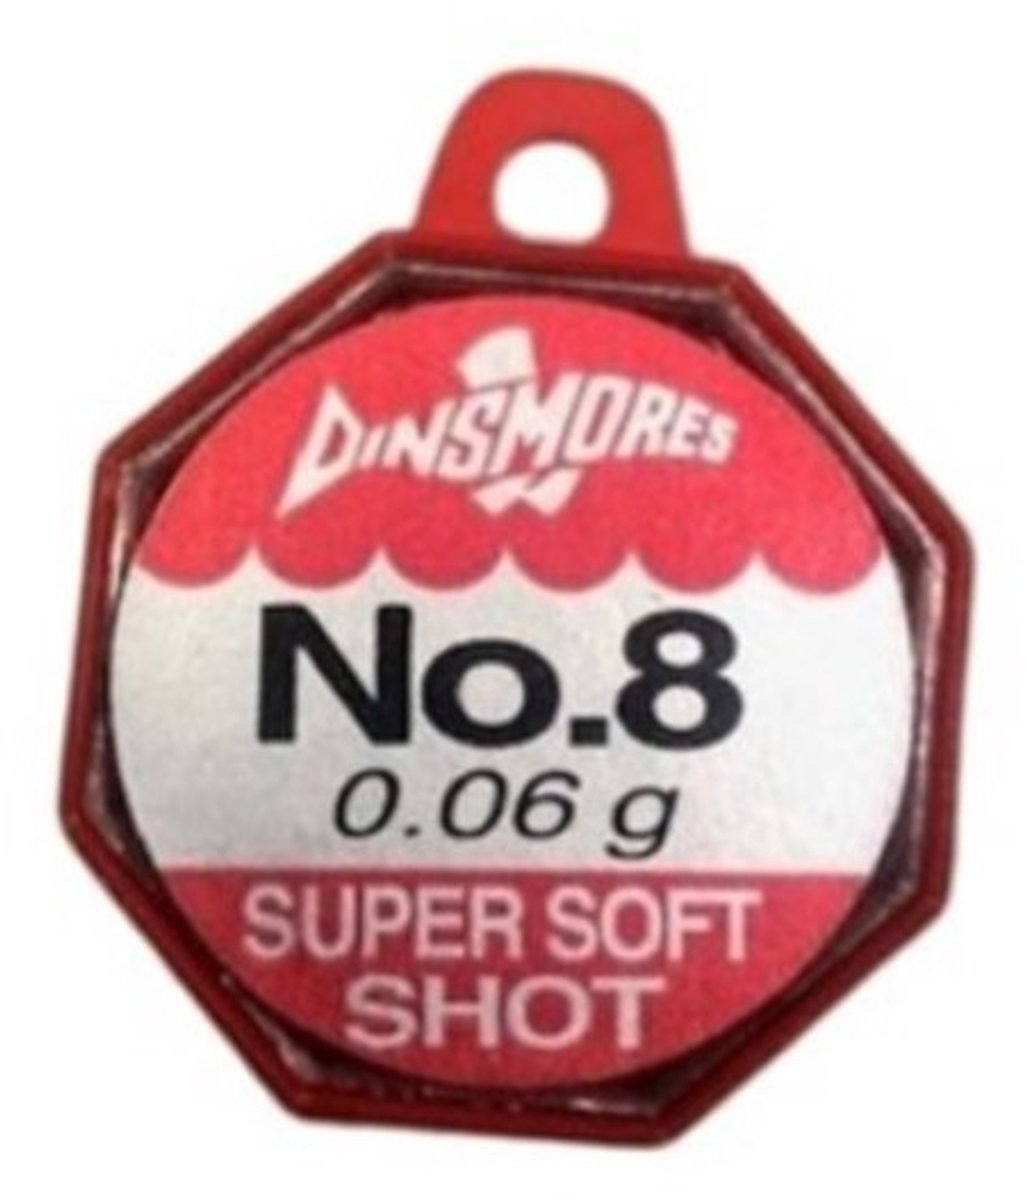 DINSMORES
No.8
0.06 g
SUPER SOFT
SHOT